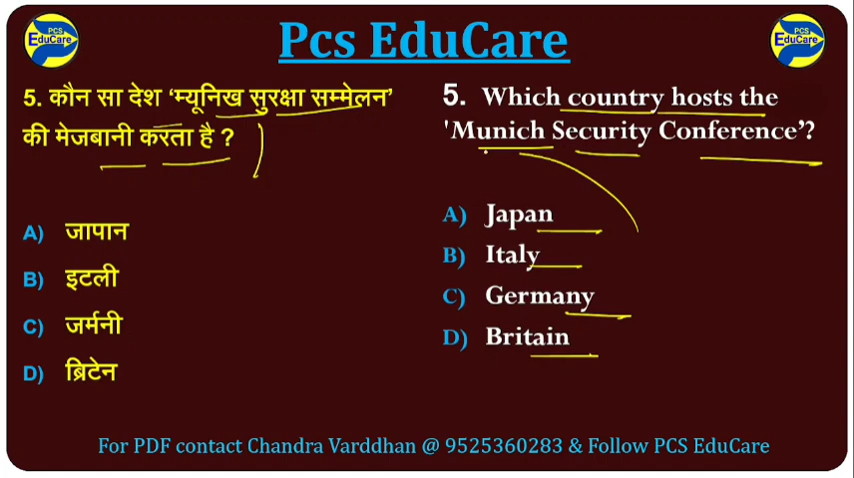 PCS
EduCare
Pcs EduCare
PCS
EduCare
5. कौन सा देश ‘म्यूनिख सुरक्षा सम्मेलन’
की मेजबानी करता है ?
A) जापान
B) इटली
C) जर्मनी
D) ब्रिटेन
5. Which country hosts the
'Munich Security Conference’?
A) Japan
B) Italy
C) Germany
D) Britain
For PDF contact Chandra Varddhan @ 9525360283 & Follow PCS EduCare